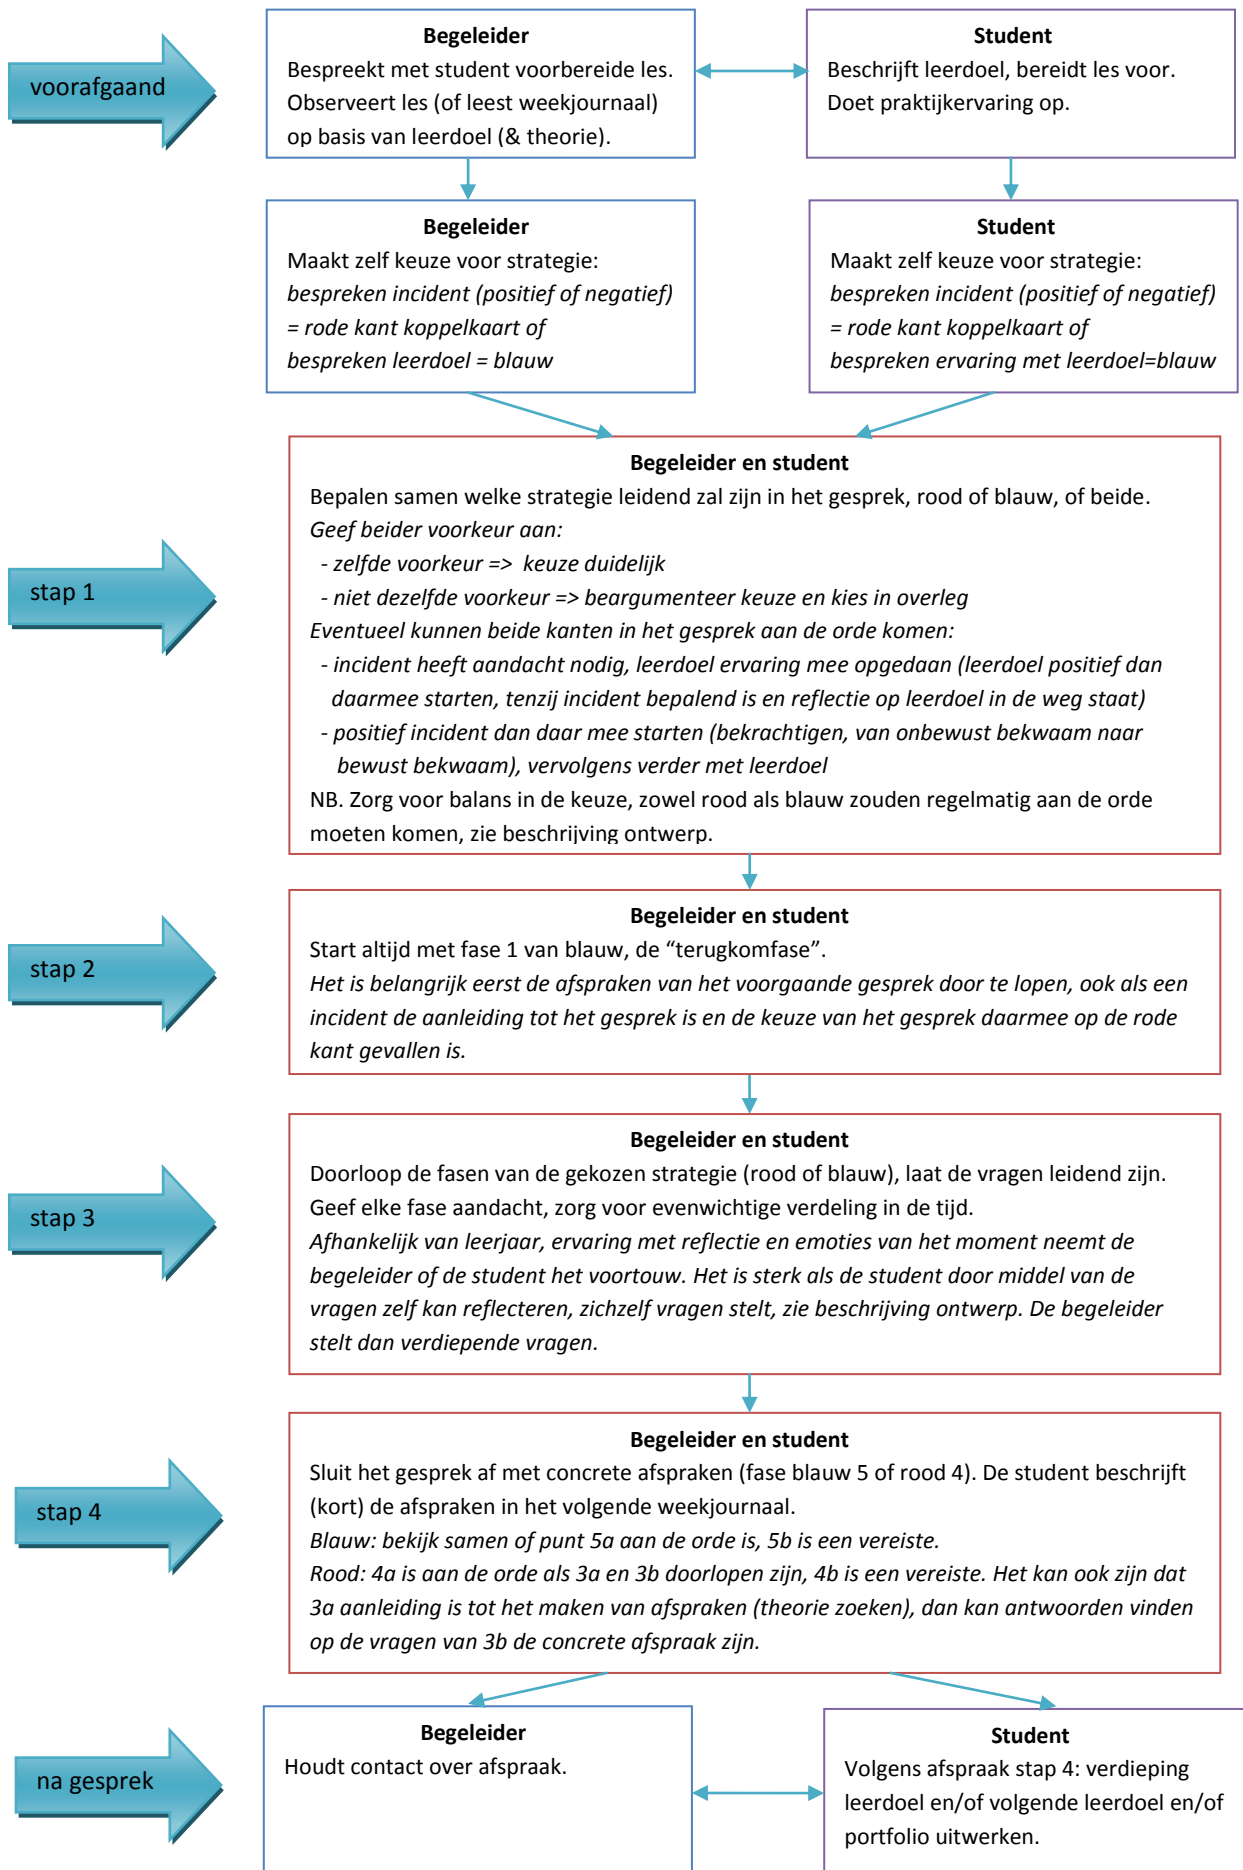 voorafgaand
Begeleider
Bespreekt met student voorbereide les.
Observeert les (of leest weekjournaal)
op basis van leerdoel (& theorie).
Student
Beschrijft leerdoel, bereidt les voor.
Doet praktijkervaring op.
Begeleider
Maakt zelf keuze voor strategie:
bespreken incident (positief of negatief)
= rode kant koppelkaart of
bespreken leerdoel = blauw
Student
Maakt zelf keuze voor strategie:
bespreken incident (positief of negatief)
= rode kant koppelkaart of
bespreken ervaring met leerdoel=blauw
stap 1
Begeleider en student
Bepalen samen welke strategie leidend zal zijn in het gesprek, rood of blauw, of beide.
Geef beider voorkeur aan:
- zelfde voorkeur => keuze duidelijk
- niet dezelfde voorkeur => beargumenteer keuze en kies in overleg
Eventueel kunnen beide kanten in het gesprek aan de orde komen:
- incident heeft aandacht nodig, leerdoel ervaring mee opgedaan (leerdoel positief dan
daarmee starten, tenzij incident bepalend is en reflectie op leerdoel in de weg staat)
- positief incident dan daar mee starten (bekrachtigen, van onbewust bekwaam naar
bewust bekwaam), vervolgens verder met leerdoel
NB. Zorg voor balans in de keuze, zowel rood als blauw zouden regelmatig aan de orde
moeten komen, zie beschrijving ontwerp.
stap 2
Begeleider en student
Start altijd met fase 1 van blauw, de “terugkomfase”.
Het is belangrijk eerst de afspraken van het voorgaande gesprek door te lopen, ook als een
incident de aanleiding tot het gesprek is en de keuze van het gesprek daarmee op de rode
kant gevallen is.
stap 3
Begeleider en student
Doorloop de fasen van de gekozen strategie (rood of blauw), laat de vragen leidend zijn.
Geef elke fase aandacht, zorg voor evenwichtige verdeling in de tijd.
Afhankelijk van leerjaar, ervaring met reflectie en emoties van het moment neemt de
begeleider of de student het voortouw. Het is sterk als de student door middel van de
vragen zelf kan reflecteren, zichzelf vragen stelt, zie beschrijving ontwerp. De begeleider
stelt dan verdiepende vragen.
stap 4
Begeleider en student
Sluit het gesprek af met concrete afspraken (fase blauw 5 of rood 4). De student beschrijft
(kort) de afspraken in het volgende weekjournaal.
Blauw: bekijk samen of punt 5a aan de orde is, 5b is een vereiste.
Rood: 4a is aan de orde als 3a en 3b doorlopen zijn, 4b is een vereiste. Het kan ook zijn dat
3a aanleiding is tot het maken van afspraken (theorie zoeken), dan kan antwoorden vinden
op de vragen van 3b de concrete afspraak zijn.
na gesprek
Begeleider
Houdt contact over afspraak.
Student
Volgens afspraak stap 4: verdieping
leerdoel en/of volgende leerdoel en/of
portfolio uitwerken.